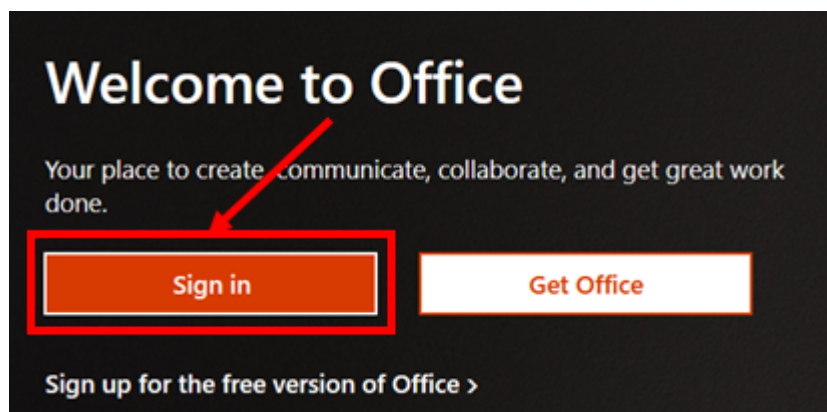 Welcome to Office
Your place to create, communicate, collaborate, and get great work
done.
Sign in
Get Office
Sign up for the free version of Office >